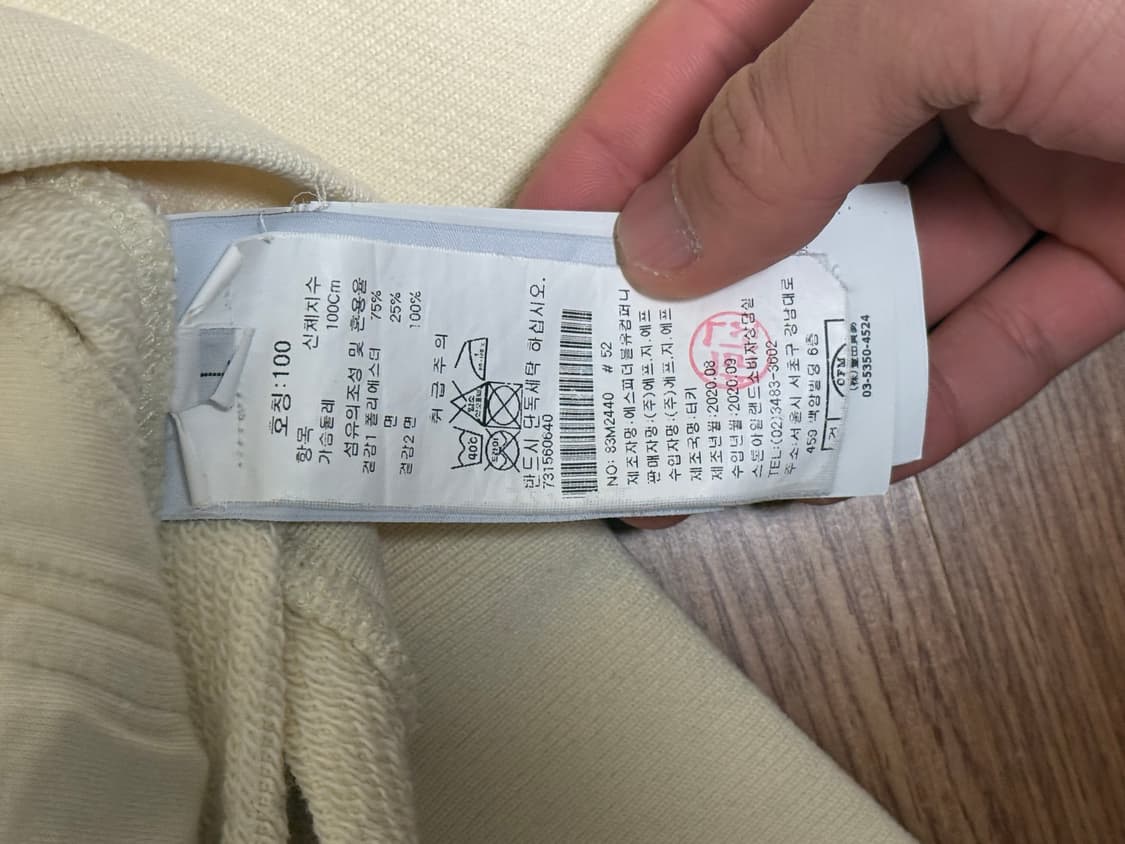 호칭:100
항목 신체치수
가슴둘레 100Cm
섬유의조성 및 혼용율
겉감1 폴리에스터 75%
면 25%
겉감2 면 100%
취 급 주 의
40℃
드라이
반드시 단독세탁 하십시오.
731560640
NO: 83M2440 # 52
제조자명:에스피더블유컴퍼니
판매자명:(주)에프.지.에프
수입자명:(주)에프.지.에프
제조국명:터키
제조년월:2020.08
수입년월:2020.09
스톤아일랜드소비자상담실
TEL:(02)3483-3602
주소:서울시 서초구 강남대로
459 백암빌딩 6층
03-5350-4524